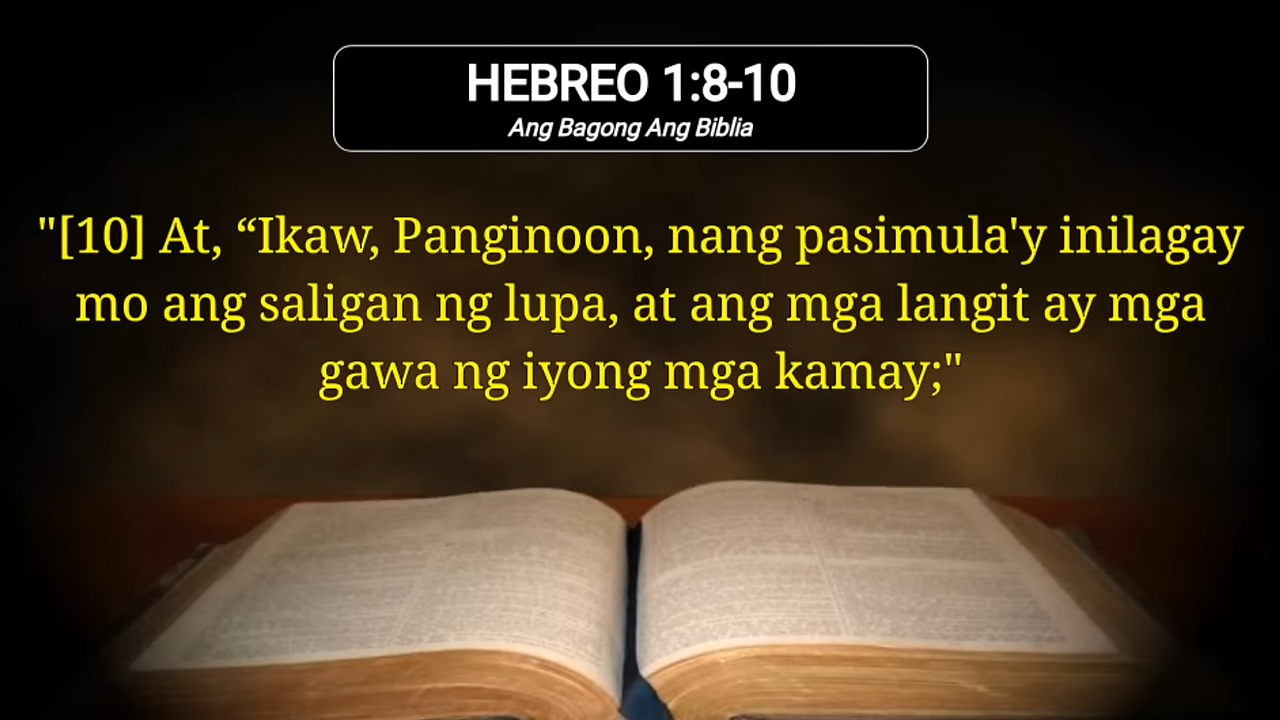 HEBREO 1:8-10
Ang Bagong Ang Biblia
"[10] At, “Ikaw, Panginoon, nang pasimula'y inilagay
mo ang saligan ng lupa, at ang mga langit ay mga
gawa ng iyong mga kamay;"